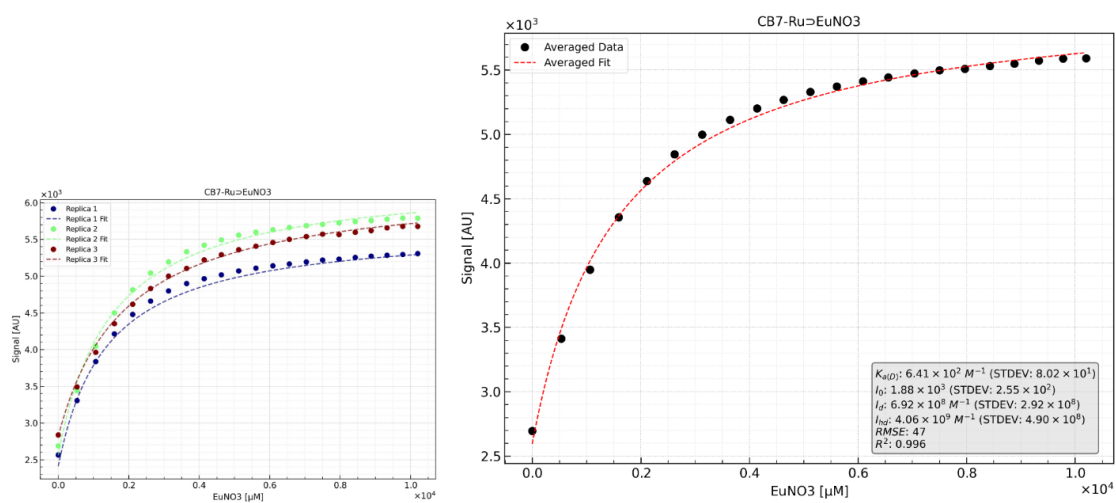 CB7-Ru⊃EuNO3
×10³
Replica 1
Replica 1 Fit
Replica 2
Replica 2 Fit
Replica 3
Replica 3 Fit
6.0
5.5
5.0
4.5
4.0
3.5
3.0
2.5
Signal [AU]
0.0 0.2 0.4 0.6 0.8 1.0
×10⁴
EuNO3 [µM]
CB7-Ru⊃EuNO3
×10³
Averaged Data
Averaged Fit
5.5
5.0
4.5
4.0
3.5
3.0
2.5
Signal [AU]
K_a(D): 6.41 × 10² M⁻¹ (STDEV: 8.02 × 10¹)
I₀: 1.88 × 10³ (STDEV: 2.55 × 10²)
I_d: 6.92 × 10⁸ M⁻¹ (STDEV: 2.92 × 10⁸)
I_hd: 4.06 × 10⁹ M⁻¹ (STDEV: 4.90 × 10⁸)
RMSE: 47
R²: 0.996
0.0 0.2 0.4 0.6 0.8 1.0
×10⁴
EuNO3 [µM]